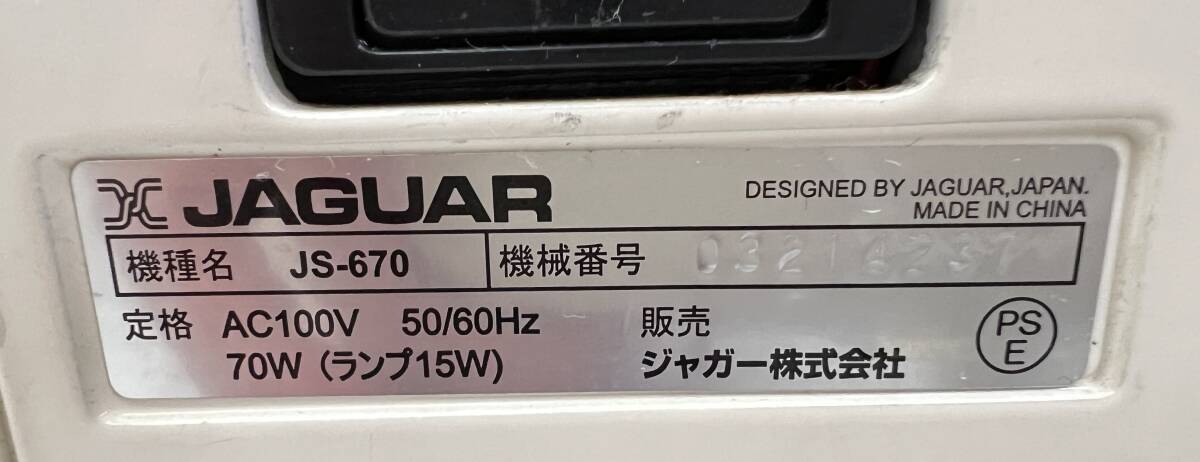 JAGUAR
DESIGNED BY JAGUAR,JAPAN.
MADE IN CHINA
機種名 JS-670
機械番号
定格 AC100V 50/60Hz
70W (ランプ15W)
販売
ジャガー株式会社
PS
E